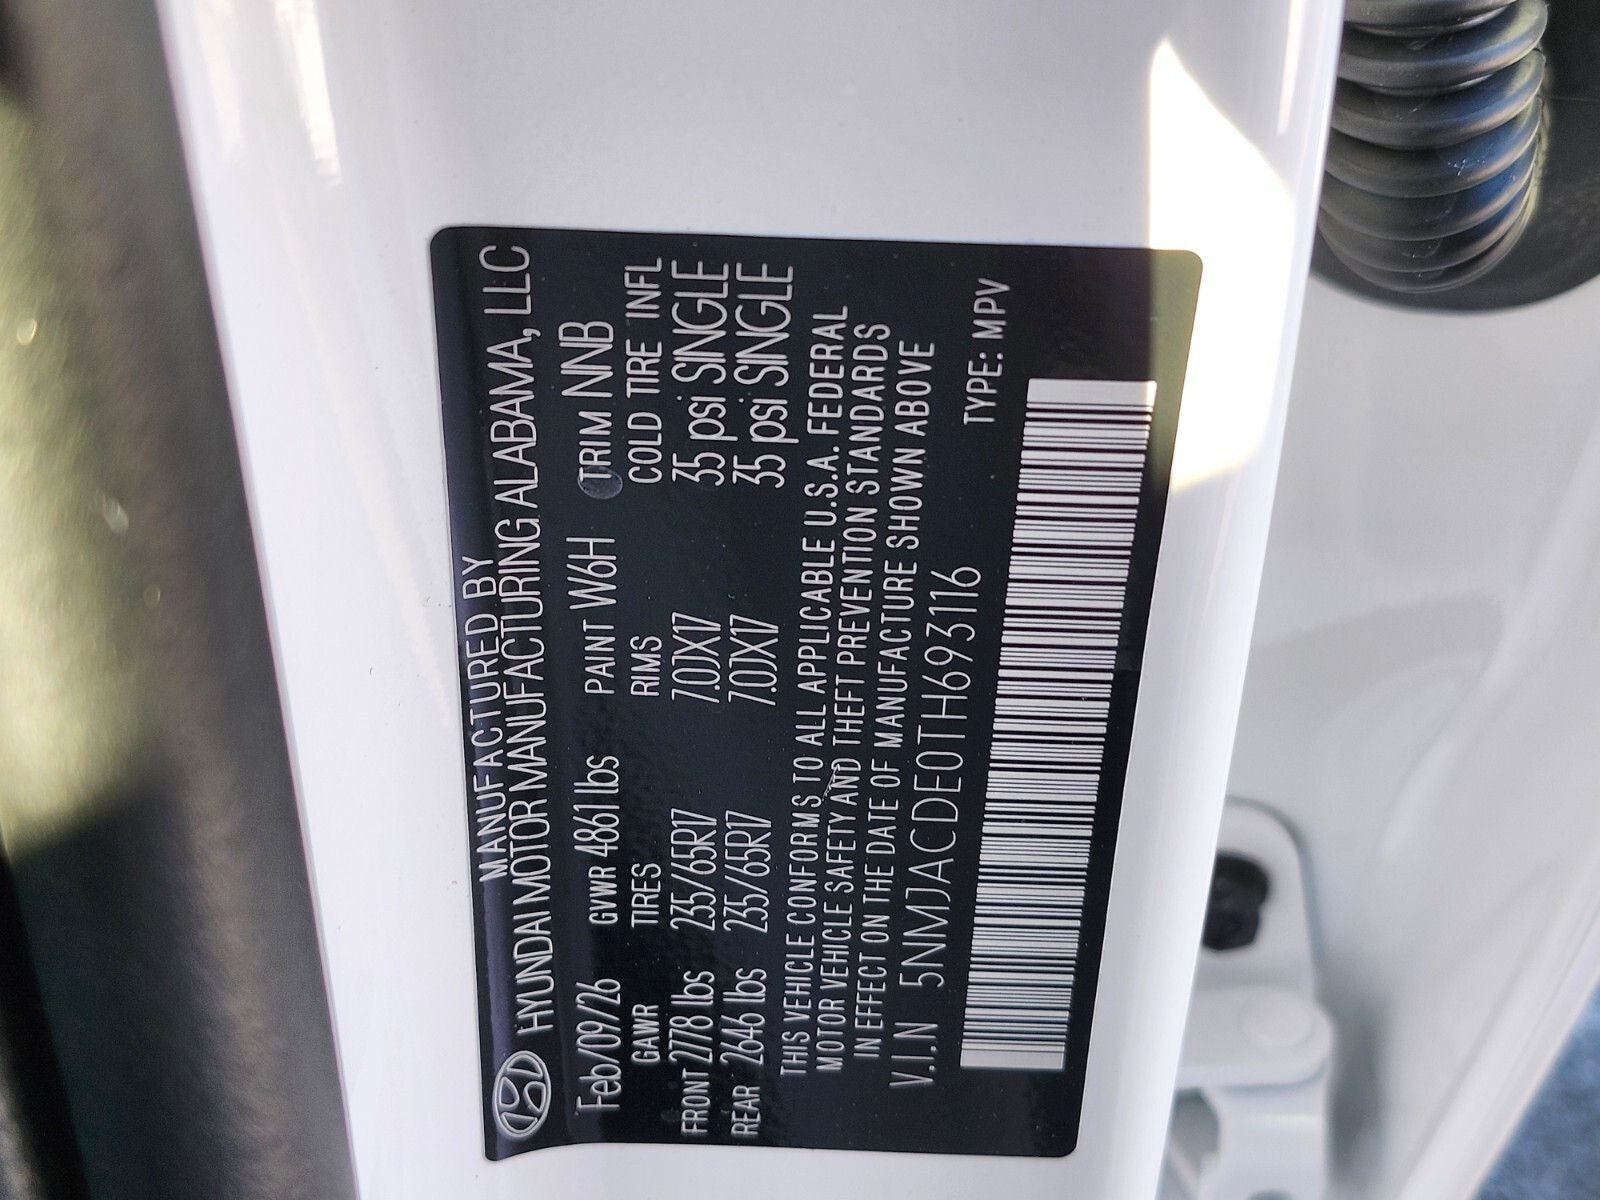 MANUFACTURED BY
HYUNDAI MOTOR MANUFACTURING ALABAMA, LLC
Feb/09/26 GVWR 4861 lbs PAINT W6H TRIM NNB
GAWR TIRES RIMS COLD TIRE INFL
FRONT 2778 lbs 235/65R17 7.0JX17 35 psi SINGLE
REAR 2646 lbs 235/65R17 7.0JX17 35 psi SINGLE
THIS VEHICLE CONFORMS TO ALL APPLICABLE U.S.A. FEDERAL
MOTOR VEHICLE SAFETY AND THEFT PREVENTION STANDARDS
IN EFFECT ON THE DATE OF MANUFACTURE SHOWN ABOVE
V.I.N 5NMJACDE0TH693116
TYPE: MPV